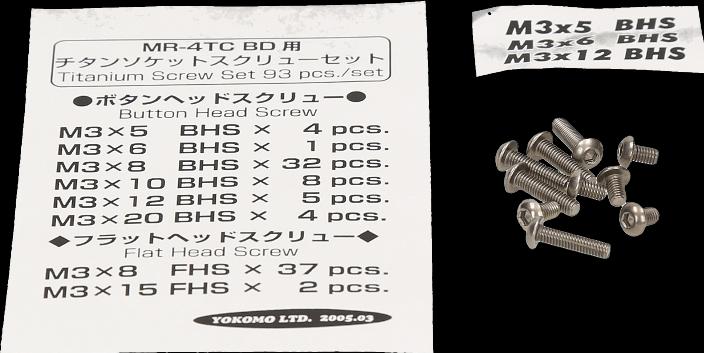 MR-4TC BD用
チタンソケットスクリューセット
Titanium Screw Set 93 pcs./set
●ボタンヘッドスクリュー●
Button Head Screw
M3×5 BHS × 4 pcs.
M3×6 BHS × 1 pcs.
M3×8 BHS × 32 pcs.
M3×10 BHS × 8 pcs.
M3×12 BHS × 5 pcs.
M3×20 BHS × 4 pcs.
◆フラットヘッドスクリュー◆
Flat Head Screw
M3×8 FHS × 37 pcs.
M3×15 FHS × 2 pcs.
YOKOMO LTD. 2005.03
M3x5 BHS
M3x6 BHS
M3x12 BHS